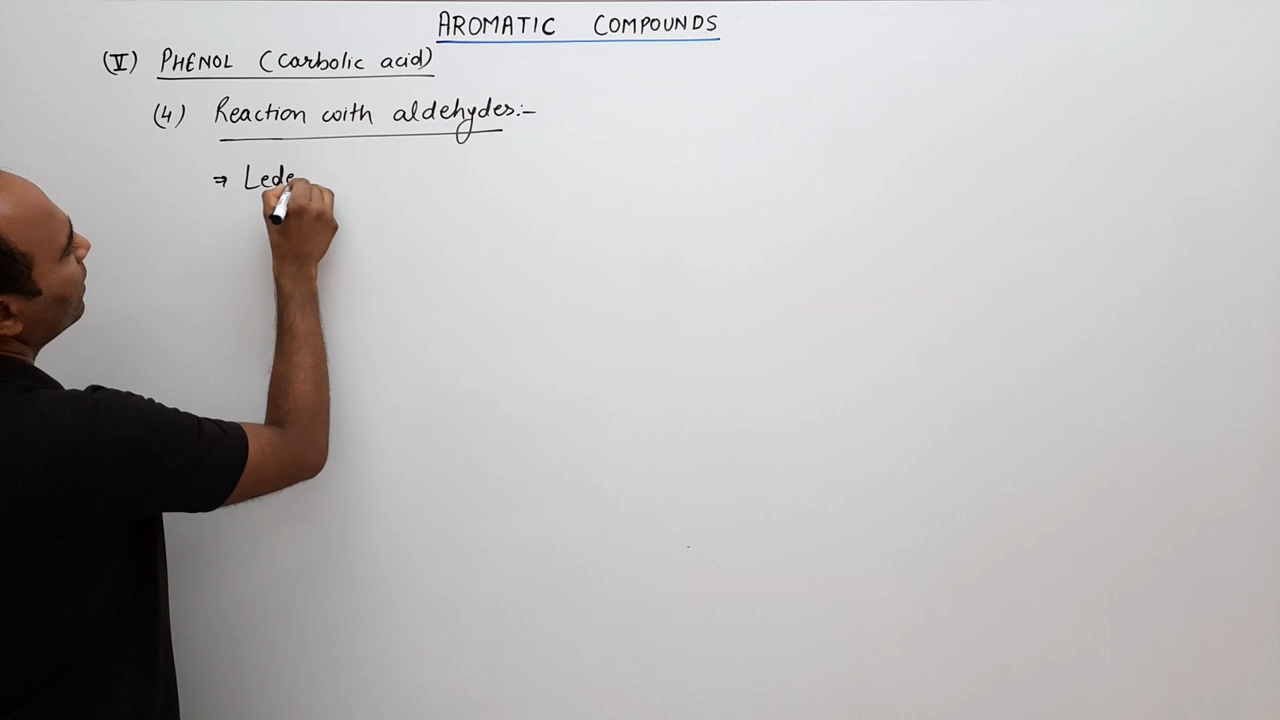 AROMATIC COMPOUNDS
(V) PHENOL (Carbolic acid)
(4) Reaction with aldehydes:-
⇒ Lede